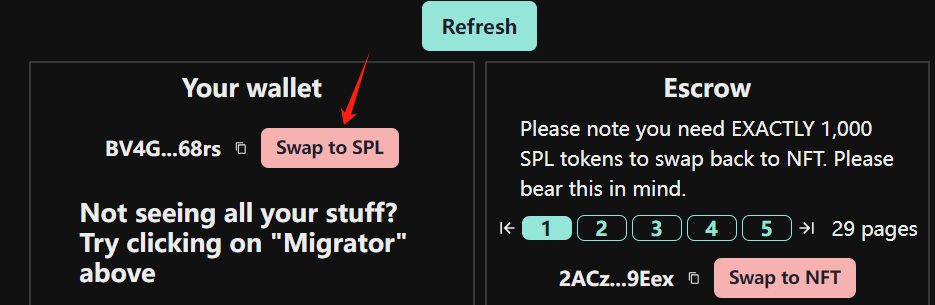 Refresh
Your wallet
BV4G...68rs
Swap to SPL
Not seeing all your stuff?
Try clicking on "Migrator"
above
Escrow
Please note you need EXACTLY 1,000
SPL tokens to swap back to NFT. Please
bear this in mind.
1 2 3 4 5 29 pages
2ACz...9Eex
Swap to NFT